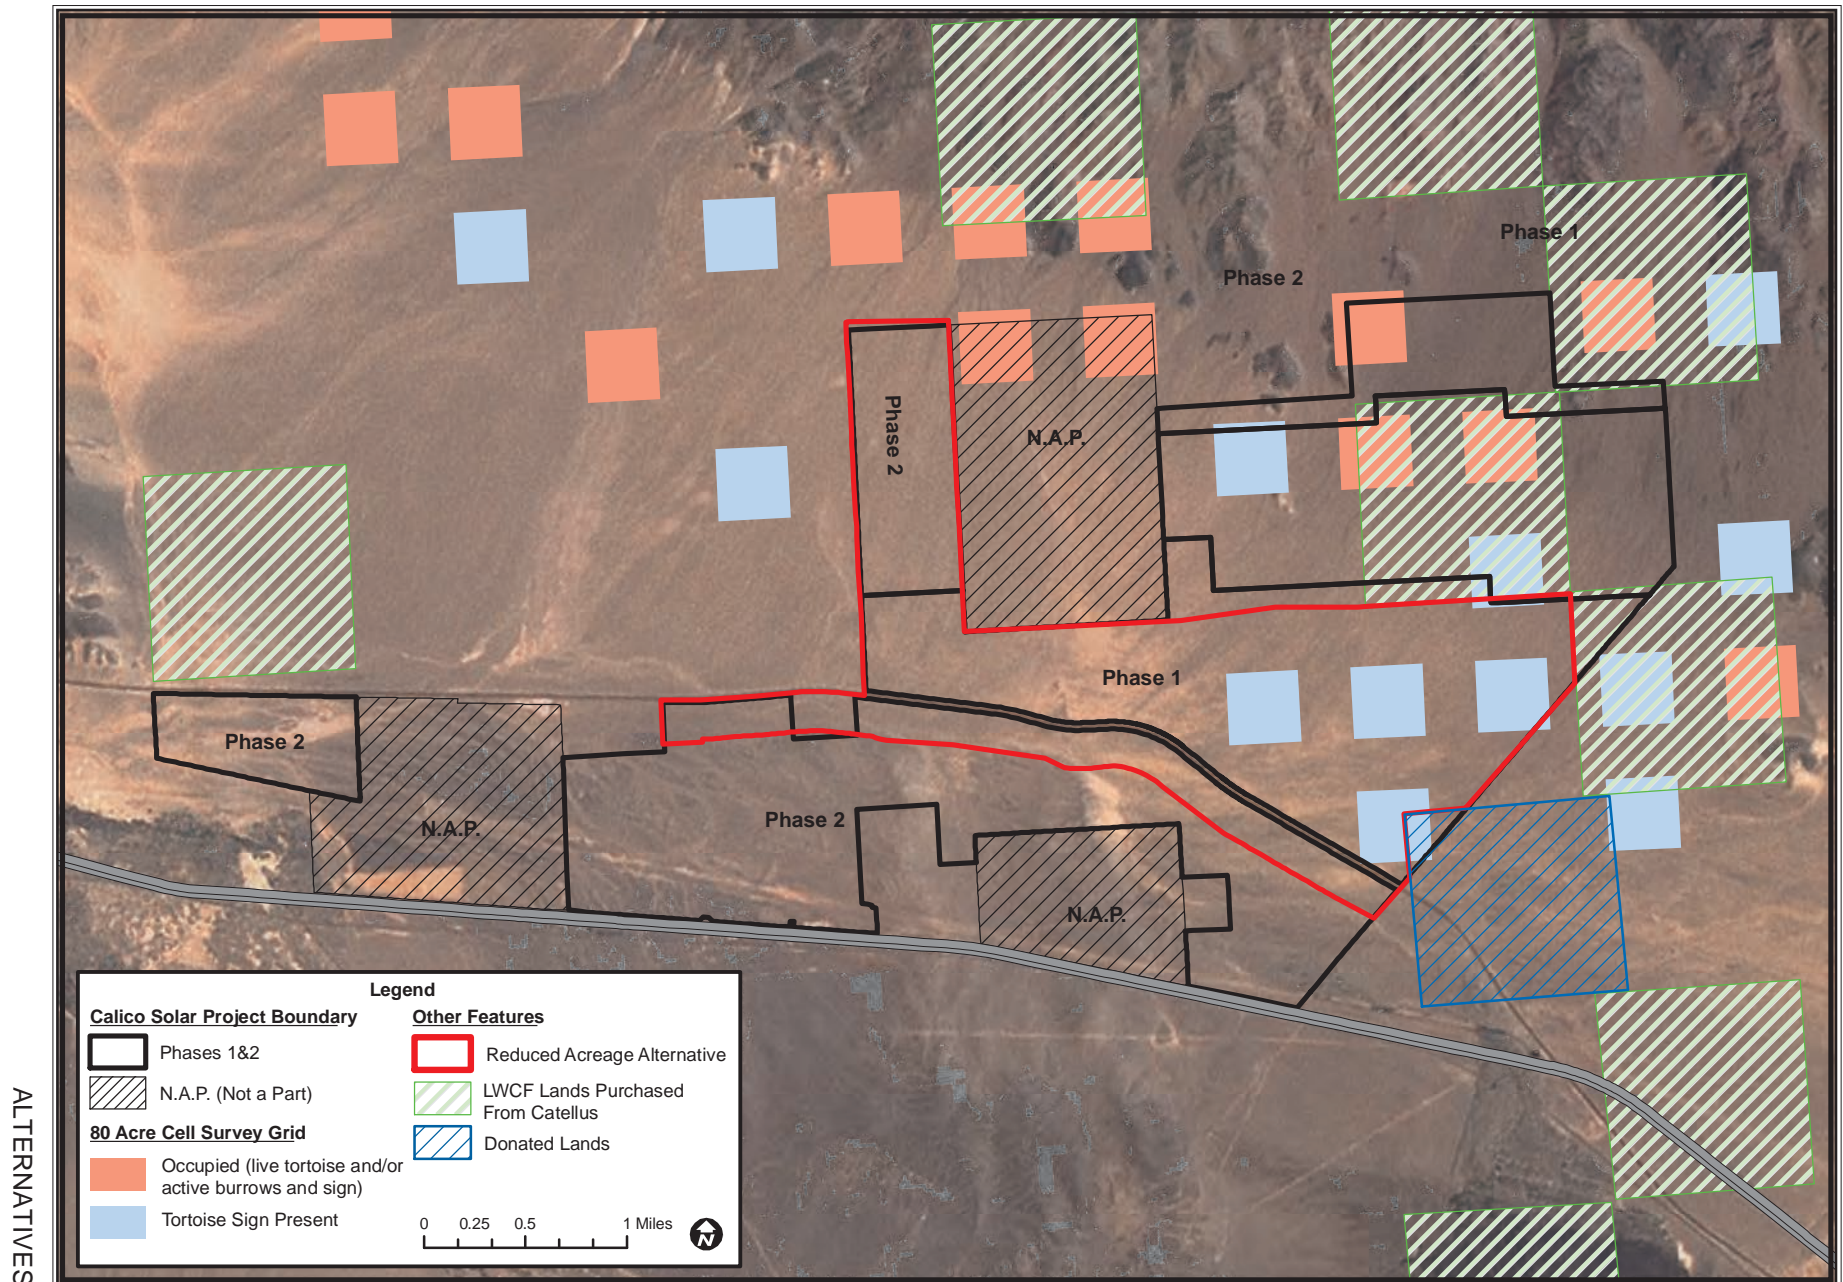 Phase 1
Phase 2
Phase 2
N.A.P.
Phase 1
Phase 2
Phase 2
N.A.P.
N.A.P.
Legend
Calico Solar Project Boundary
Phases 1&2
N.A.P. (Not a Part)
80 Acre Cell Survey Grid
Occupied (live tortoise and/or
active burrows and sign)
Tortoise Sign Present
Other Features
Reduced Acreage Alternative
LWCF Lands Purchased
From Catellus
Donated Lands
0 0.25 0.5 1 Miles
N
ALTERNATIVES